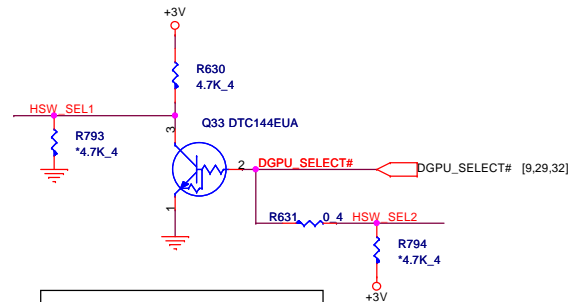 +3V
R630
4.7K_4
HSW_SEL1
R793
*4.7K_4
3
Q33 DTC144EUA
2
DGPU_SELECT#
DGPU_SELECT# [9,29,32]
1
R631
0_4
HSW_SEL2
R794
*4.7K_4
+3V